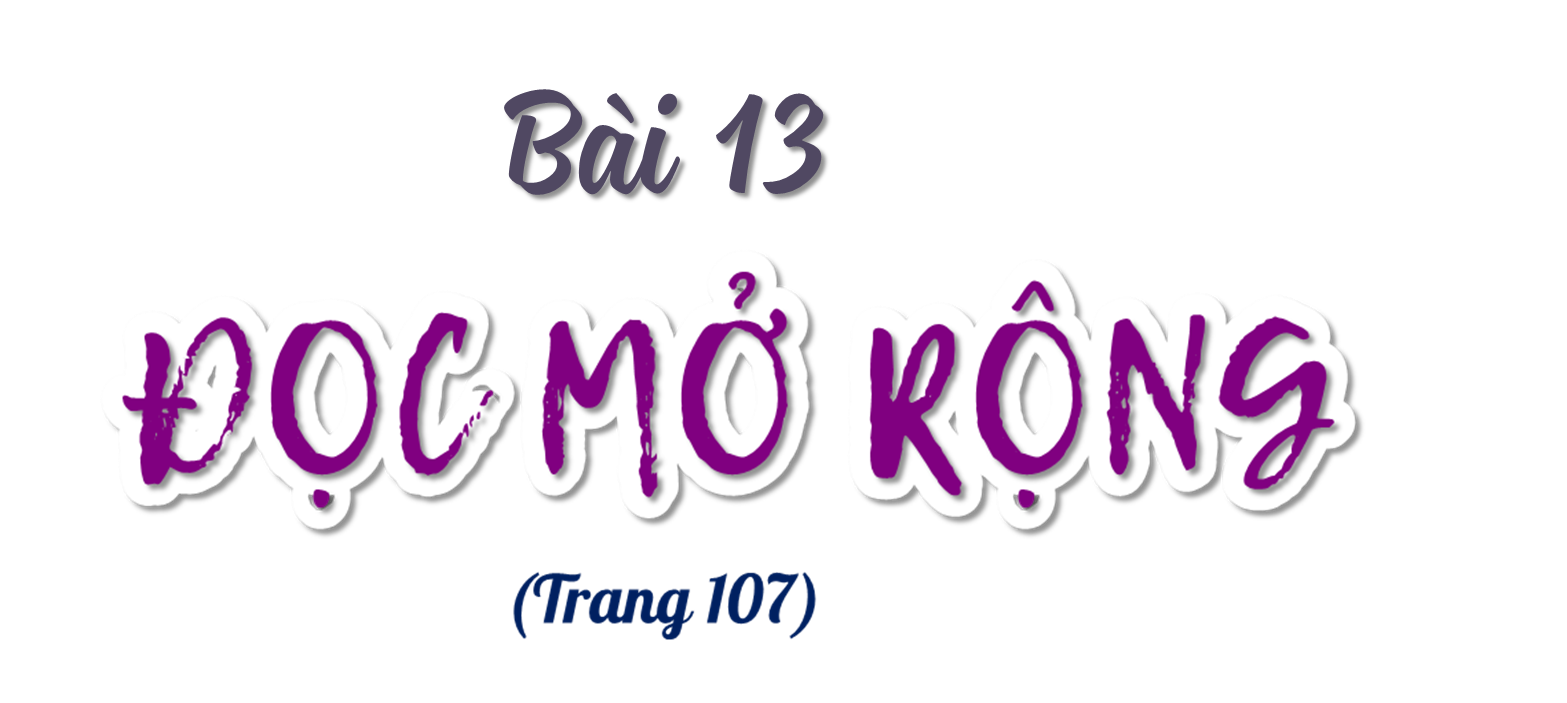 Bài 13
ĐỌC MỞ RỘNG
(Trang 107)